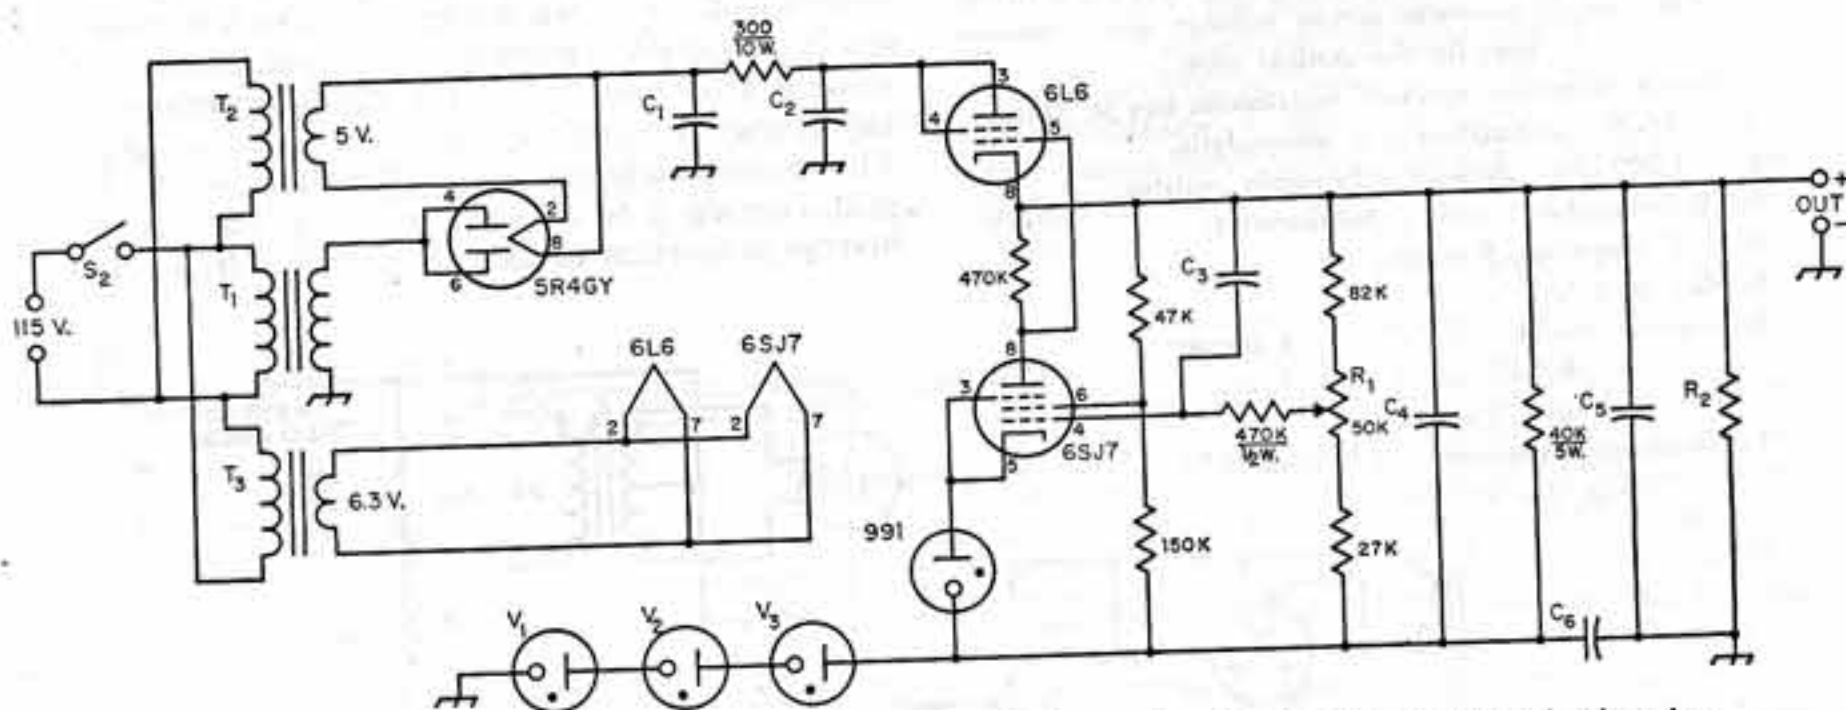 300
10W.
T2
5 V.
C1
C2
3
4
5
6L6
8
+
OUT
-
S2
115 V.
T1
4
2
8
6
5R4GY
470K
47K
C3
82K
6L6
6SJ7
2
7
2
7
T3
6.3 V.
8
3
6
4
5
6SJ7
470K
½W.
R1
50K
C4
40K
5W.
C5
R2
991
150K
27K
C6
V1
V2
V3